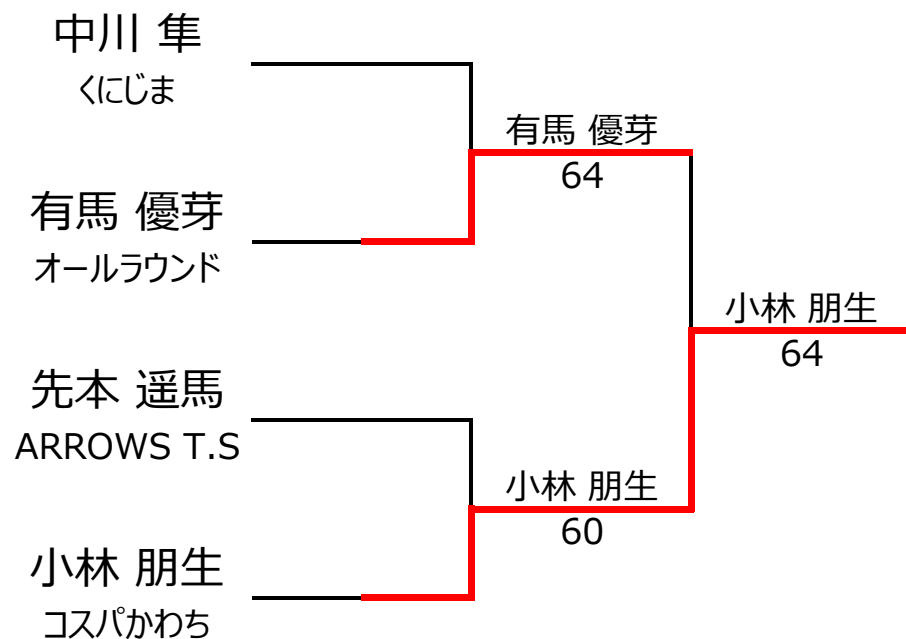 中川 隼
くにじま
有馬 優芽
オールラウンド
先本 遥馬
ARROWS T.S
小林 朋生
コスパかわち
有馬 優芽
64
小林 朋生
60
小林 朋生
64